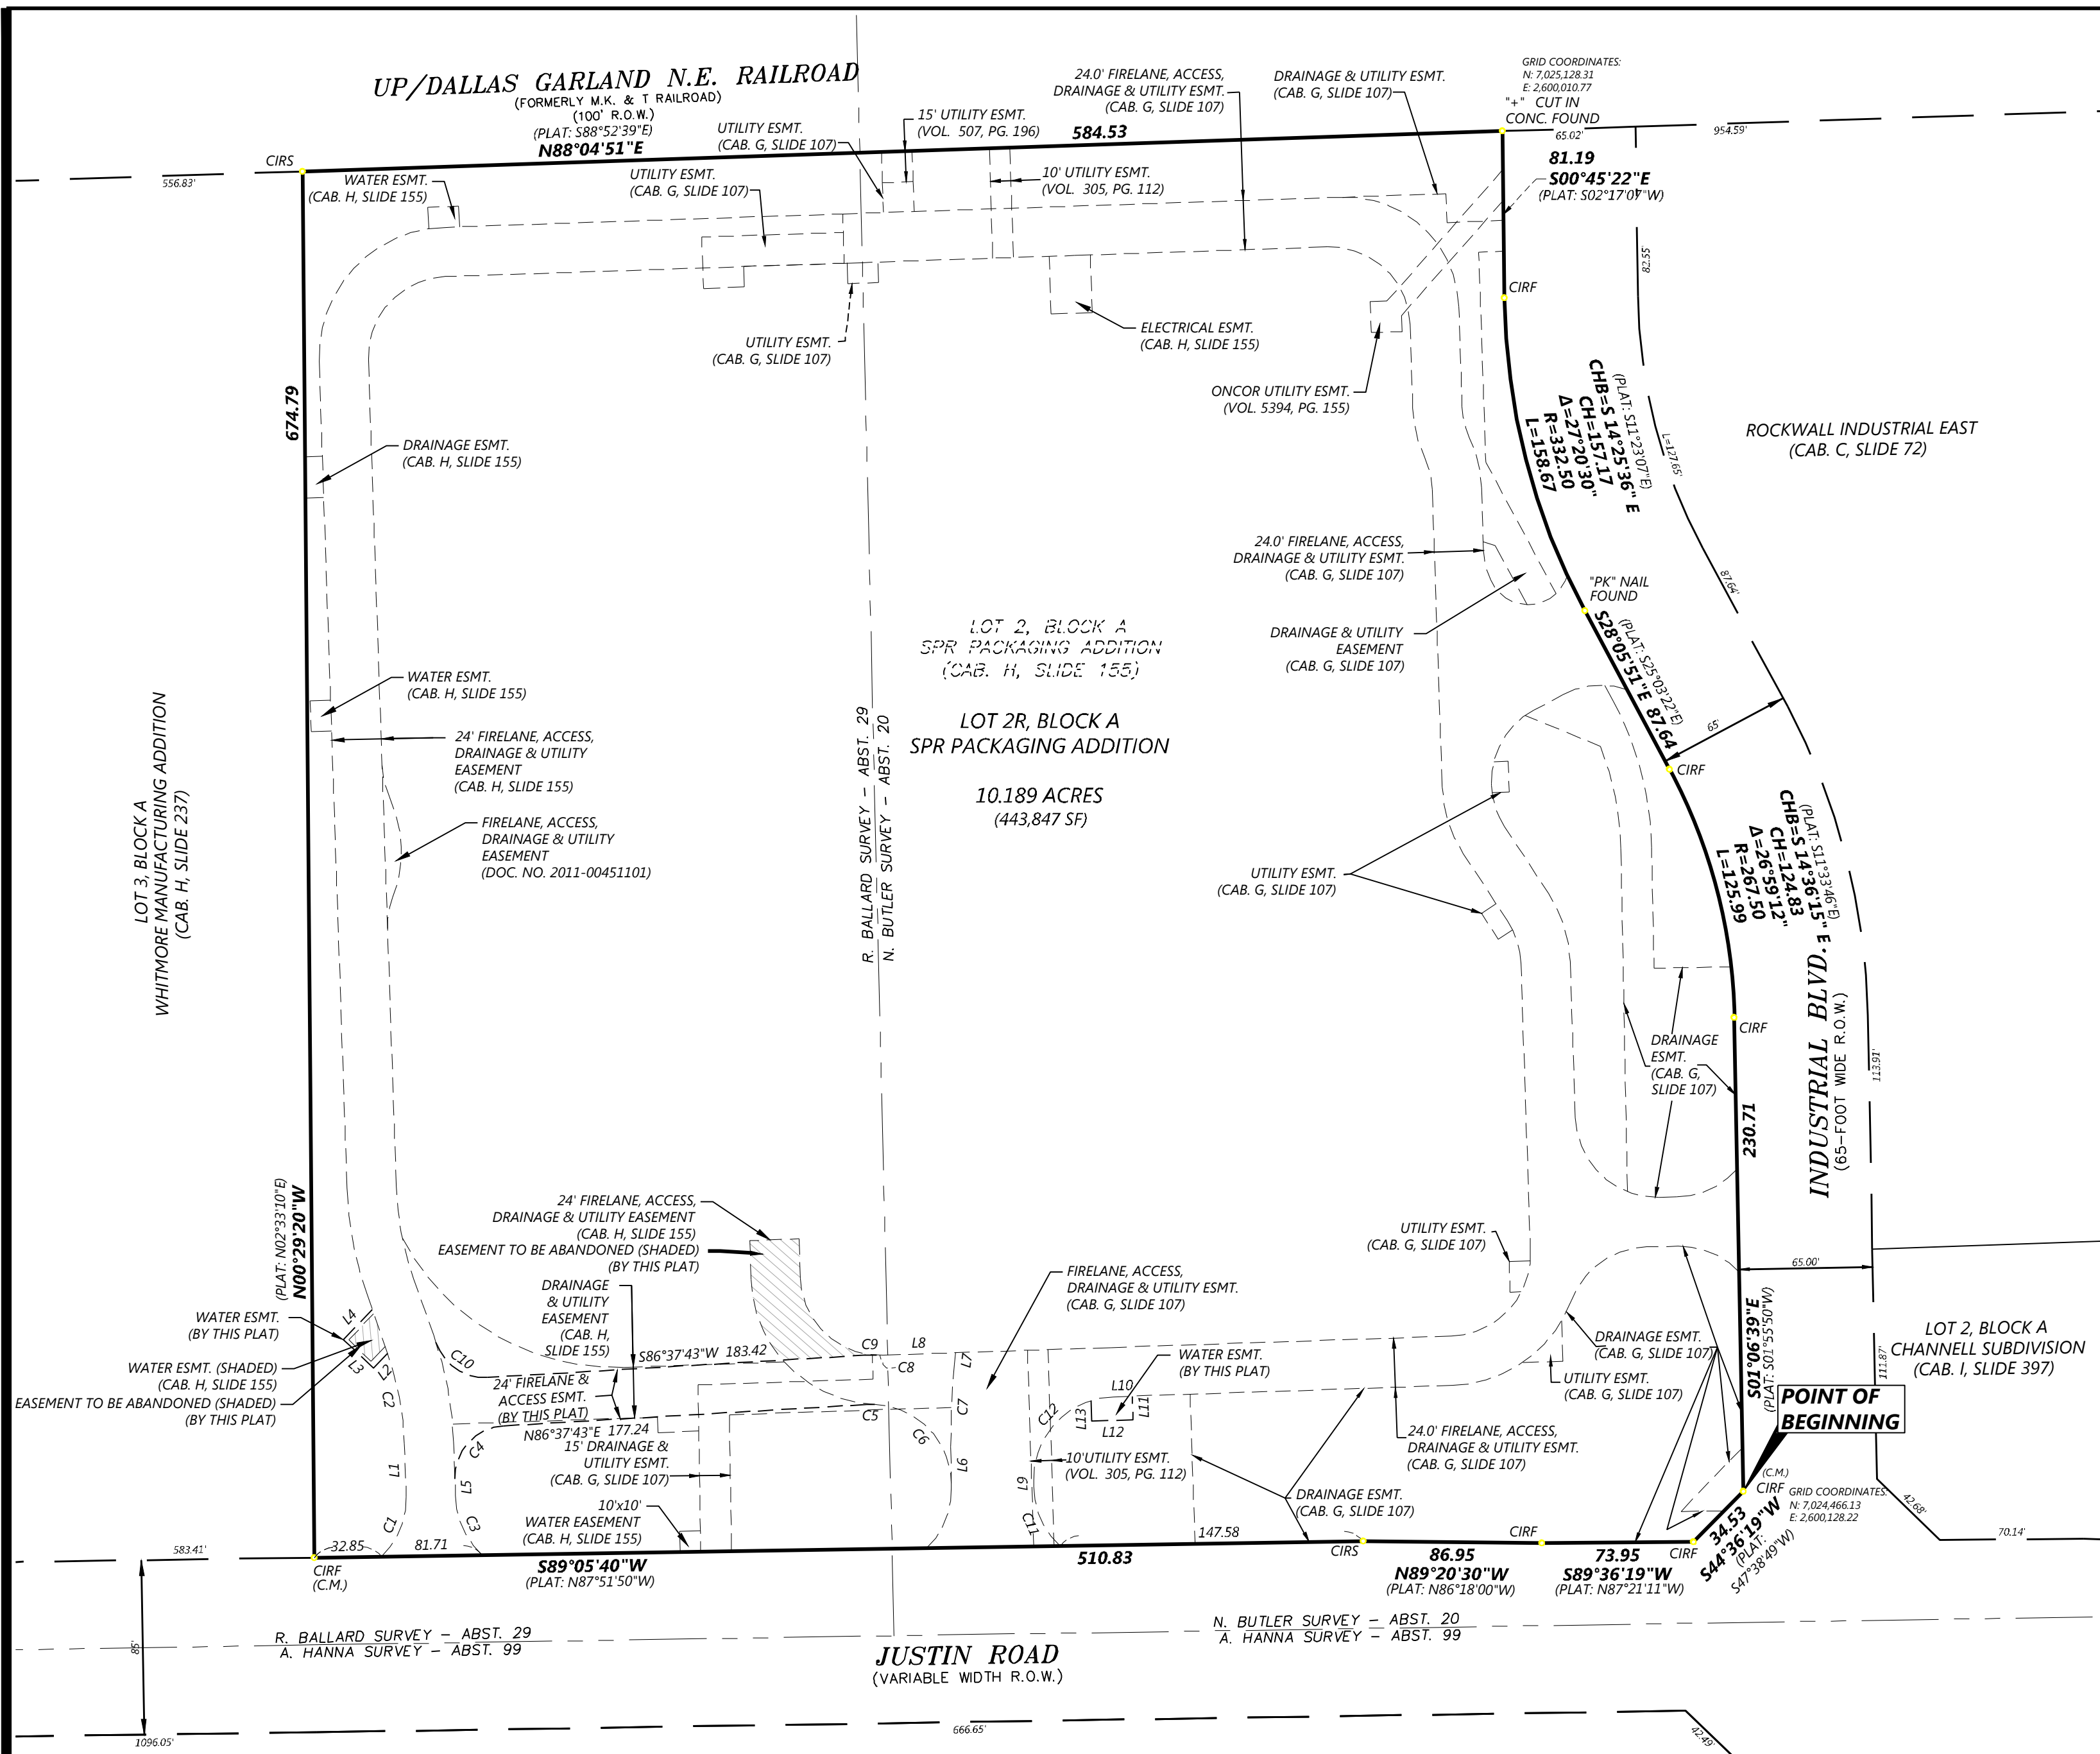 UP/DALLAS GARLAND N.E. RAILROAD
(FORMERLY M.K. & T RAILROAD)
(100' R.O.W.)
(PLAT: S88°52'39"E)
N88°04'51"E
584.53
CIRS
556.83'
UTILITY ESMT.
(CAB. G, SLIDE 107)
15' UTILITY ESMT.
(VOL. 507, PG. 196)
24.0' FIRELANE, ACCESS,
DRAINAGE & UTILITY ESMT.
(CAB. G, SLIDE 107)
DRAINAGE & UTILITY ESMT.
(CAB. G, SLIDE 107)
GRID COORDINATES:
N: 7,025,128.31
E: 2,600,010.77
"+" CUT IN
CONC. FOUND
65.02'
954.59'
81.19
S00°45'22"E
(PLAT: S02°17'07"W)
82.55'
WATER ESMT.
(CAB. H, SLIDE 155)
UTILITY ESMT.
(CAB. G, SLIDE 107)
10' UTILITY ESMT.
(VOL. 305, PG. 112)
CIRF
UTILITY ESMT.
(CAB. G, SLIDE 107)
ELECTRICAL ESMT.
(CAB. H, SLIDE 155)
ONCOR UTILITY ESMT.
(VOL. 5394, PG. 155)
674.79
(PLAT: S11°23'07"E)
CHB=S 14°25'36" E
CH=157.17
Δ=27°20'30"
R=332.50
L=158.67
L=127.65'
ROCKWALL INDUSTRIAL EAST
(CAB. C, SLIDE 72)
DRAINAGE ESMT.
(CAB. H, SLIDE 155)
24.0' FIRELANE, ACCESS,
DRAINAGE & UTILITY ESMT.
(CAB. G, SLIDE 107)
"PK" NAIL
FOUND
87.64'
LOT 2, BLOCK A
SPR PACKAGING ADDITION
(CAB. H, SLIDE 155)
DRAINAGE & UTILITY
EASEMENT
(CAB. G, SLIDE 107)
(PLAT: S25°03'22"E)
S28°05'51"E 87.64
65'
WATER ESMT.
(CAB. H, SLIDE 155)
LOT 2R, BLOCK A
SPR PACKAGING ADDITION
10.189 ACRES
(443,847 SF)
R. BALLARD SURVEY - ABST. 29
N. BUTLER SURVEY - ABST. 20
24' FIRELANE, ACCESS,
DRAINAGE & UTILITY
EASEMENT
(CAB. H, SLIDE 155)
CIRF
LOT 3, BLOCK A
WHITMORE MANUFACTURING ADDITION
(CAB. H, SLIDE 237)
FIRELANE, ACCESS,
DRAINAGE & UTILITY
EASEMENT
(DOC. NO. 2011-00451101)
(PLAT: S11°33'46"E)
CHB=S 14°36'15" E
CH=124.83
Δ=26°59'12"
R=267.50
L=125.99
UTILITY ESMT.
(CAB. G, SLIDE 107)
INDUSTRIAL BLVD.
(65-FOOT WIDE R.O.W.)
CIRF
113.91'
DRAINAGE
ESMT.
(CAB. G,
SLIDE 107)
230.71
(PLAT: N02°33'10"E)
N00°29'20"W
24' FIRELANE, ACCESS,
DRAINAGE & UTILITY EASEMENT
(CAB. H, SLIDE 155)
EASEMENT TO BE ABANDONED (SHADED)
(BY THIS PLAT)
UTILITY ESMT.
(CAB. G, SLIDE 107)
65.00'
FIRELANE, ACCESS,
DRAINAGE & UTILITY ESMT.
(CAB. G, SLIDE 107)
DRAINAGE
& UTILITY
EASEMENT
(CAB. H,
SLIDE 155)
WATER ESMT.
(BY THIS PLAT)
L4
L3
L2
WATER ESMT. (SHADED)
(CAB. H, SLIDE 155)
EASEMENT TO BE ABANDONED (SHADED)
(BY THIS PLAT)
C10
C2
S86°37'43"W 183.42
C9
L8
C8
L7
WATER ESMT.
(BY THIS PLAT)
DRAINAGE ESMT.
(CAB. G, SLIDE 107)
UTILITY ESMT.
(CAB. G, SLIDE 107)
S01°06'39"E
(PLAT: S01°55'50"W)
111.87'
LOT 2, BLOCK A
CHANNELL SUBDIVISION
(CAB. I, SLIDE 397)
24' FIRELANE &
ACCESS ESMT.
(BY THIS PLAT)
N86°37'43"E 177.24
C5
C6
C7
C12
L10
L13
L11
L12
POINT OF
BEGINNING
C4
15' DRAINAGE &
UTILITY ESMT.
(CAB. G, SLIDE 107)
24.0' FIRELANE, ACCESS,
DRAINAGE & UTILITY ESMT.
(CAB. G, SLIDE 107)
L1
L5
L6
L9
10'UTILITY ESMT.
(VOL. 305, PG. 112)
(C.M.)
CIRF
GRID COORDINATES:
N: 7,024,466.13
E: 2,600,128.22
10'x10'
WATER EASEMENT
(CAB. H, SLIDE 155)
DRAINAGE ESMT.
(CAB. G, SLIDE 107)
C1
C3
C11
42.68'
34.53
S44°36'19"W
(PLAT:
S47°38'49"W)
583.41'
32.85
81.71
147.58
CIRF
70.14'
CIRF
(C.M.)
S89°05'40"W
(PLAT: N87°51'50"W)
510.83
CIRS
86.95
N89°20'30"W
(PLAT: N86°18'00"W)
73.95
S89°36'19"W
(PLAT: N87°21'11"W)
CIRF
R. BALLARD SURVEY - ABST. 29
A. HANNA SURVEY - ABST. 99
N. BUTLER SURVEY - ABST. 20
A. HANNA SURVEY - ABST. 99
85'
JUSTIN ROAD
(VARIABLE WIDTH R.O.W.)
1096.05'
666.65'
42.49'